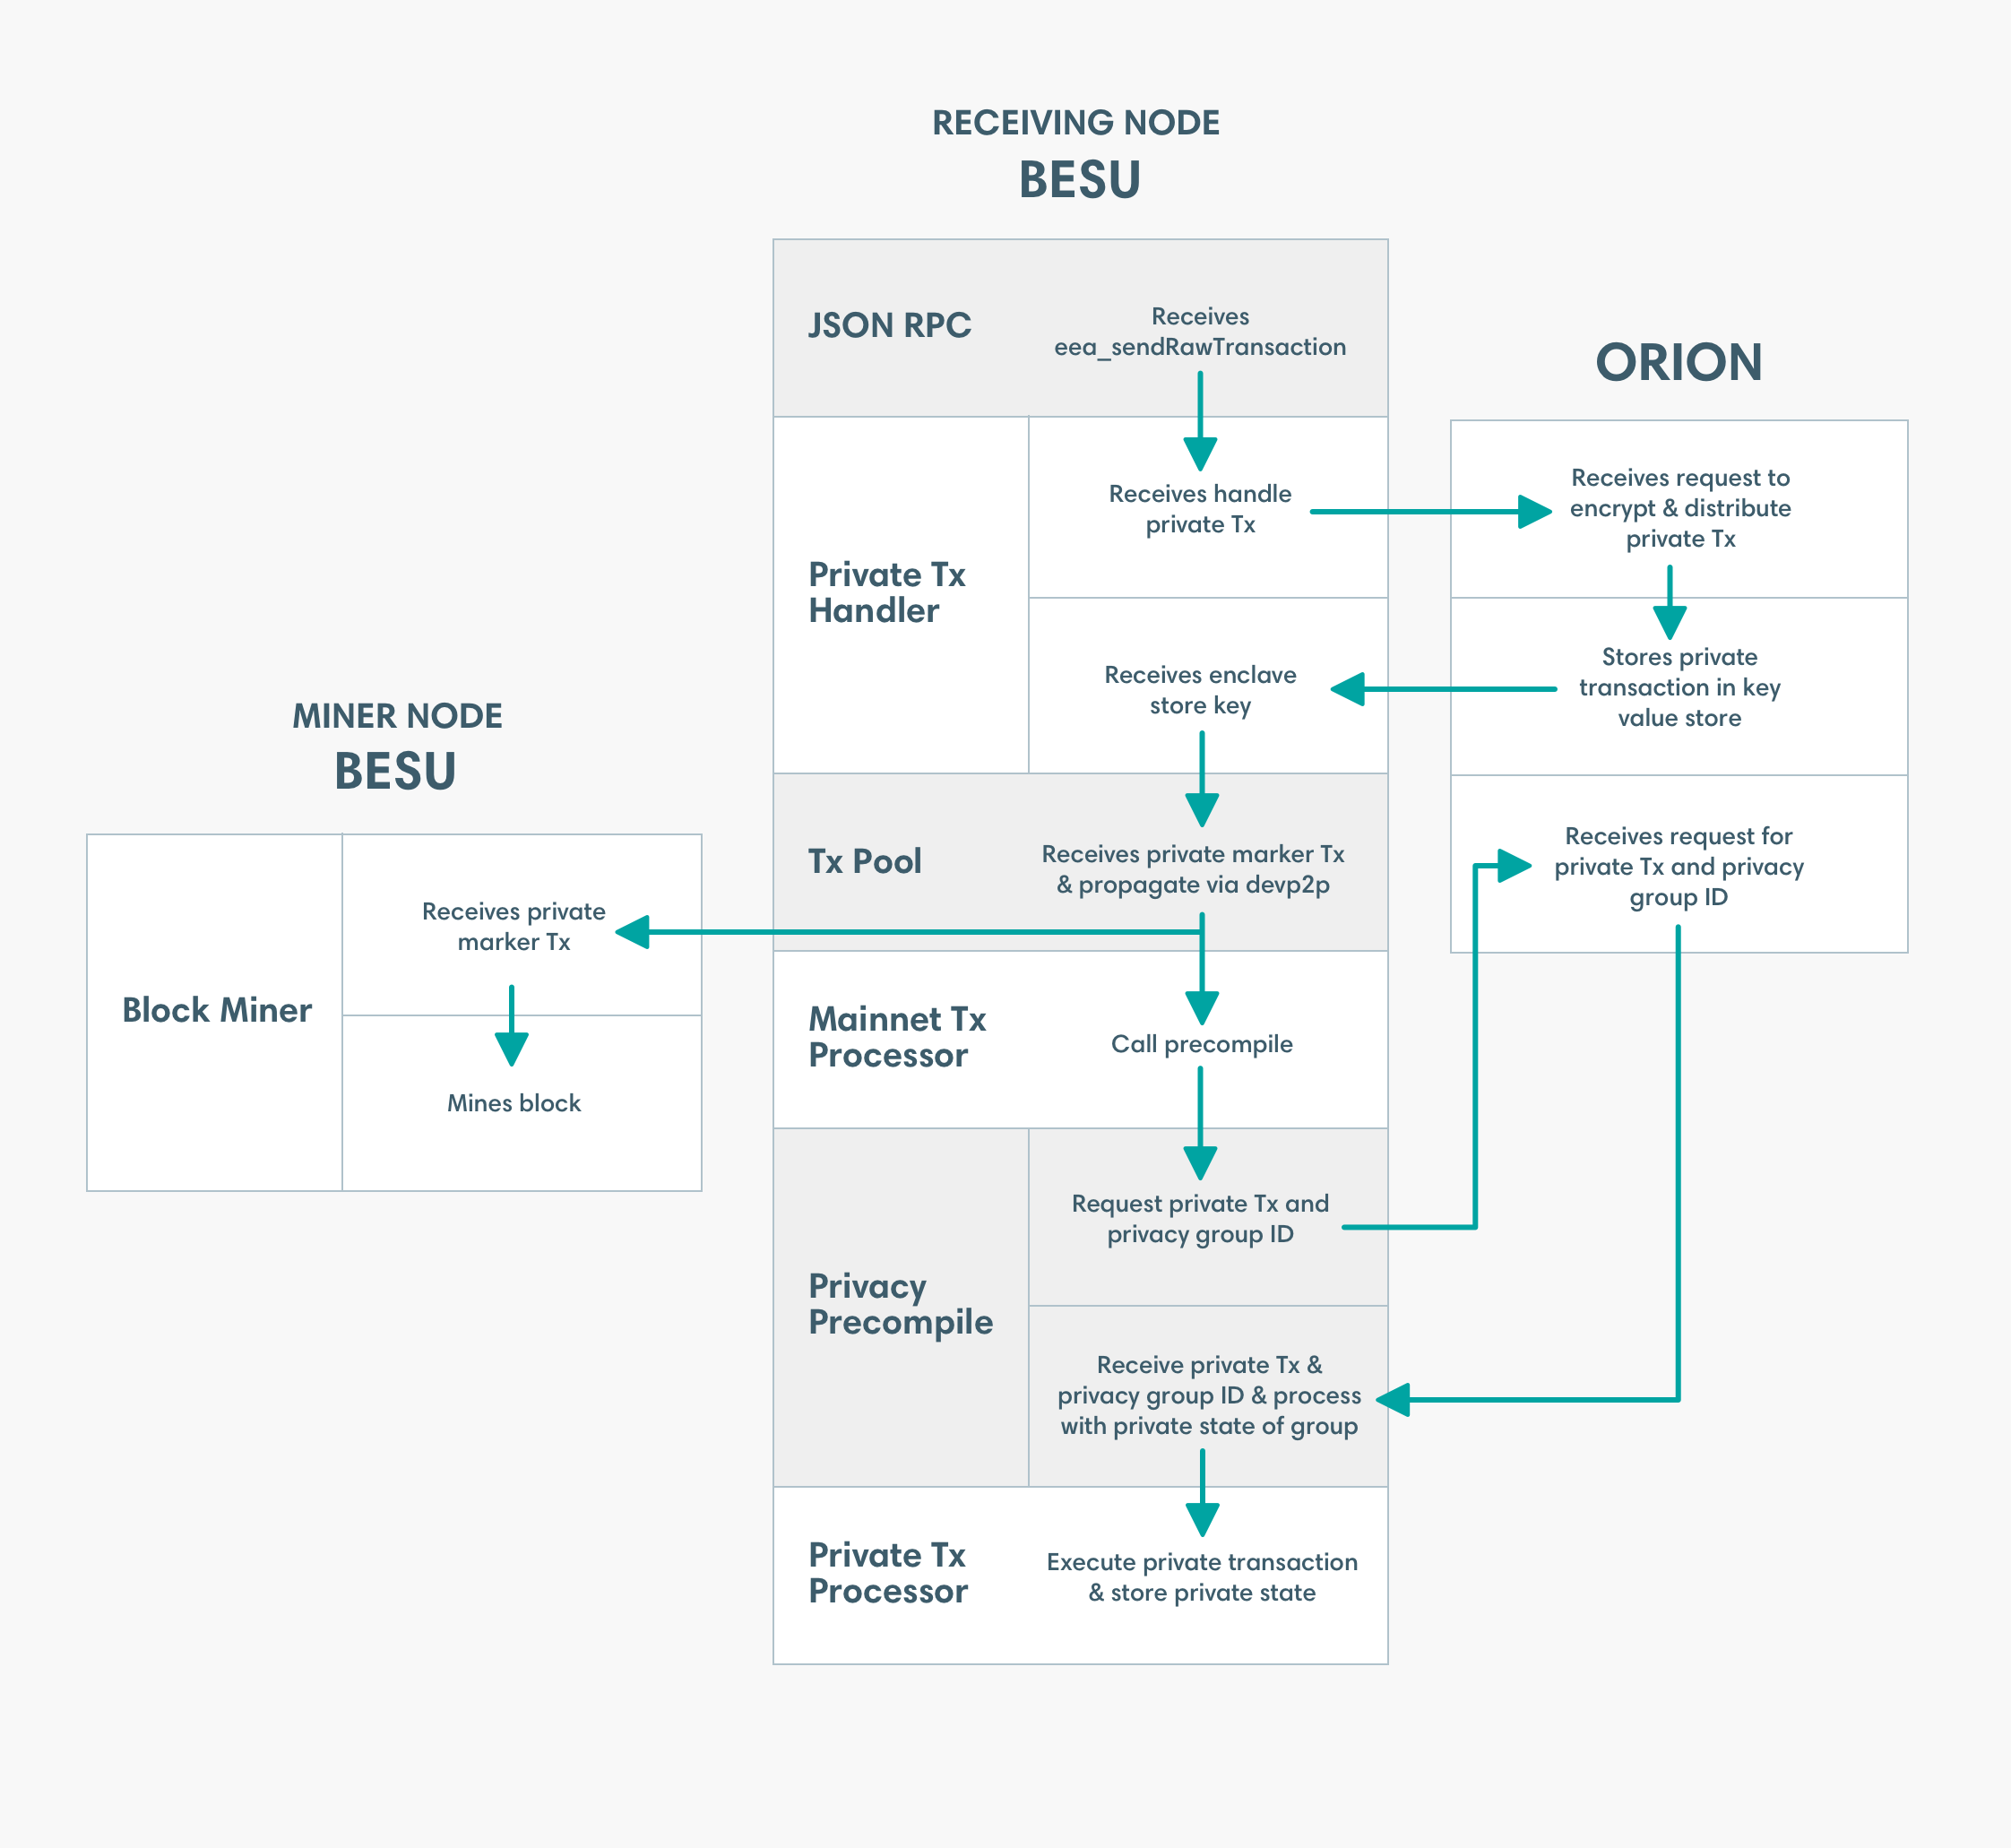 RECEIVING NODE
BESU
JSON RPC
Receives
eea_sendRawTransaction
Private Tx
Handler
Receives handle
private Tx
Receives enclave
store key
Tx Pool
Receives private marker Tx
& propagate via devp2p
Mainnet Tx
Processor
Call precompile
Privacy
Precompile
Request private Tx and
privacy group ID
Receive private Tx &
privacy group ID & process
with private state of group
Private Tx
Processor
Execute private transaction
& store private state
ORION
Receives request to
encrypt & distribute
private Tx
Stores private
transaction in key
value store
Receives request for
private Tx and privacy
group ID
MINER NODE
BESU
Block Miner
Receives private
marker Tx
Mines block